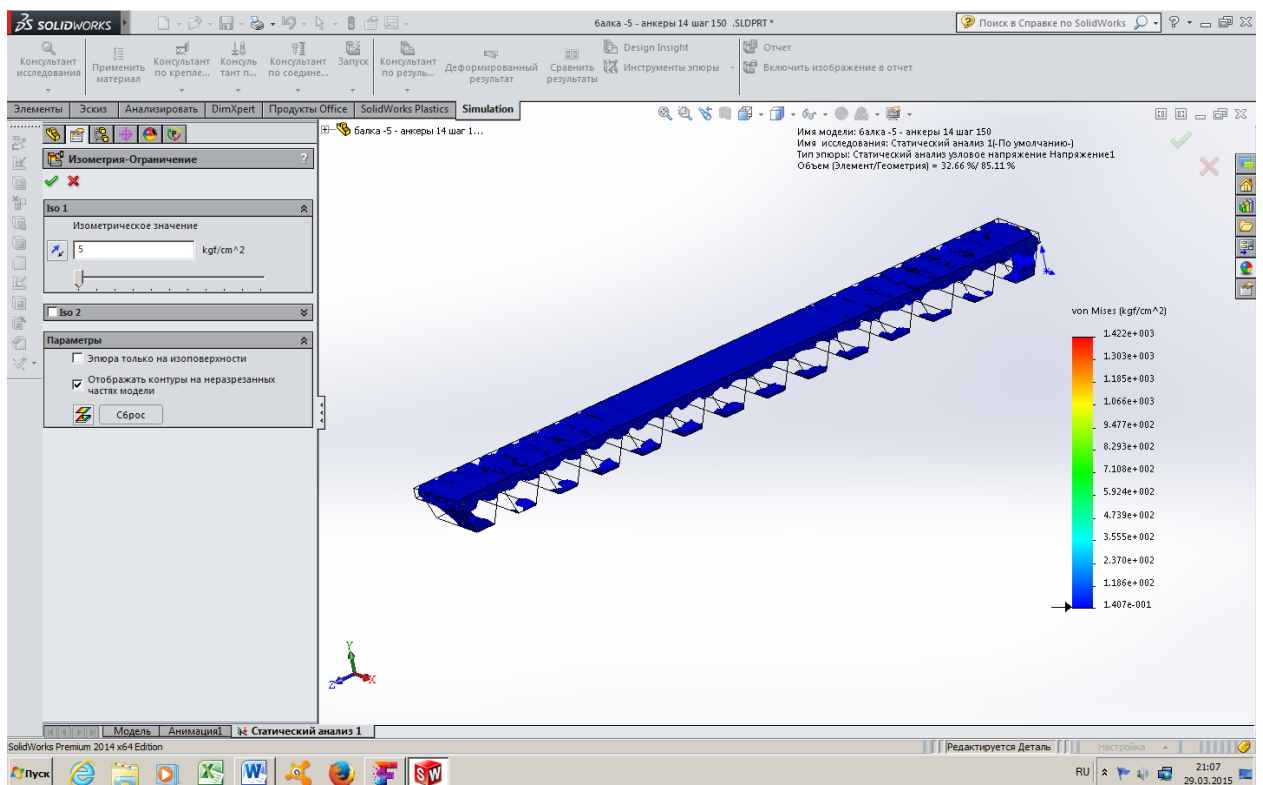 SOLIDWORKS
балка -5 - анкеры 14 шаг 150 .SLDPRT *
Поиск в Справке по SolidWorks
Консультант исследования
Применить материал
Консультант по крепле...
Консуль тант п...
Консультант по соедине...
Запуск
Консультант по резуль...
Деформированный результат
Сравнить результаты
Design Insight
Инструменты эпюры
Отчет
Включить изображение в отчет
Элементы
Эскиз
Анализировать
DimXpert
Продукты Office
SolidWorks Plastics
Simulation
балка -5 - анкеры 14 шаг 1...
Изометрия-Ограничение
?
Iso 1
Изометрическое значение
5
kgf/cm^2
Iso 2
Параметры
Эпюра только на изоповерхности
Отображать контуры на неразрезанных
частях модели
Сброс
Имя модели: балка -5 - анкеры 14 шаг 150
Имя исследования: Статический анализ 1(-По умолчанию-)
Тип эпюры: Статический анализ узловое напряжение Напряжение1
Объем (Элемент/Геометрия) = 32.66 %/ 85.11 %
von Mises (kgf/cm^2)
1.422e+003
1.303e+003
1.185e+003
1.066e+003
9.477e+002
8.293e+002
7.108e+002
5.924e+002
4.739e+002
3.555e+002
2.370e+002
1.186e+002
1.407e-001
Y
Z
X
Модель
Анимация1
Статический анализ 1
SolidWorks Premium 2014 x64 Edition
Редактируется Деталь
Настройка
Пуск
RU
21:07
29.03.2015